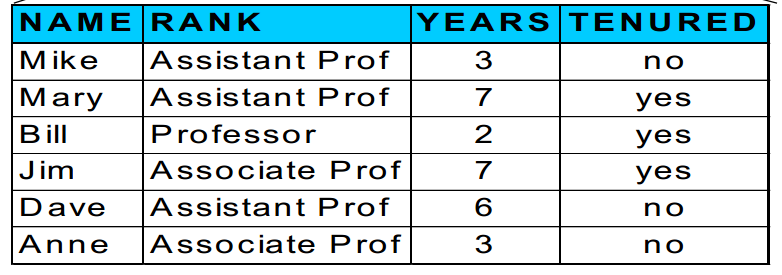 NAME RANK YEARS TENURED
Mike Assistant Prof 3 no
Mary Assistant Prof 7 yes
Bill Professor 2 yes
Jim Associate Prof 7 yes
Dave Assistant Prof 6 no
Anne Associate Prof 3 no